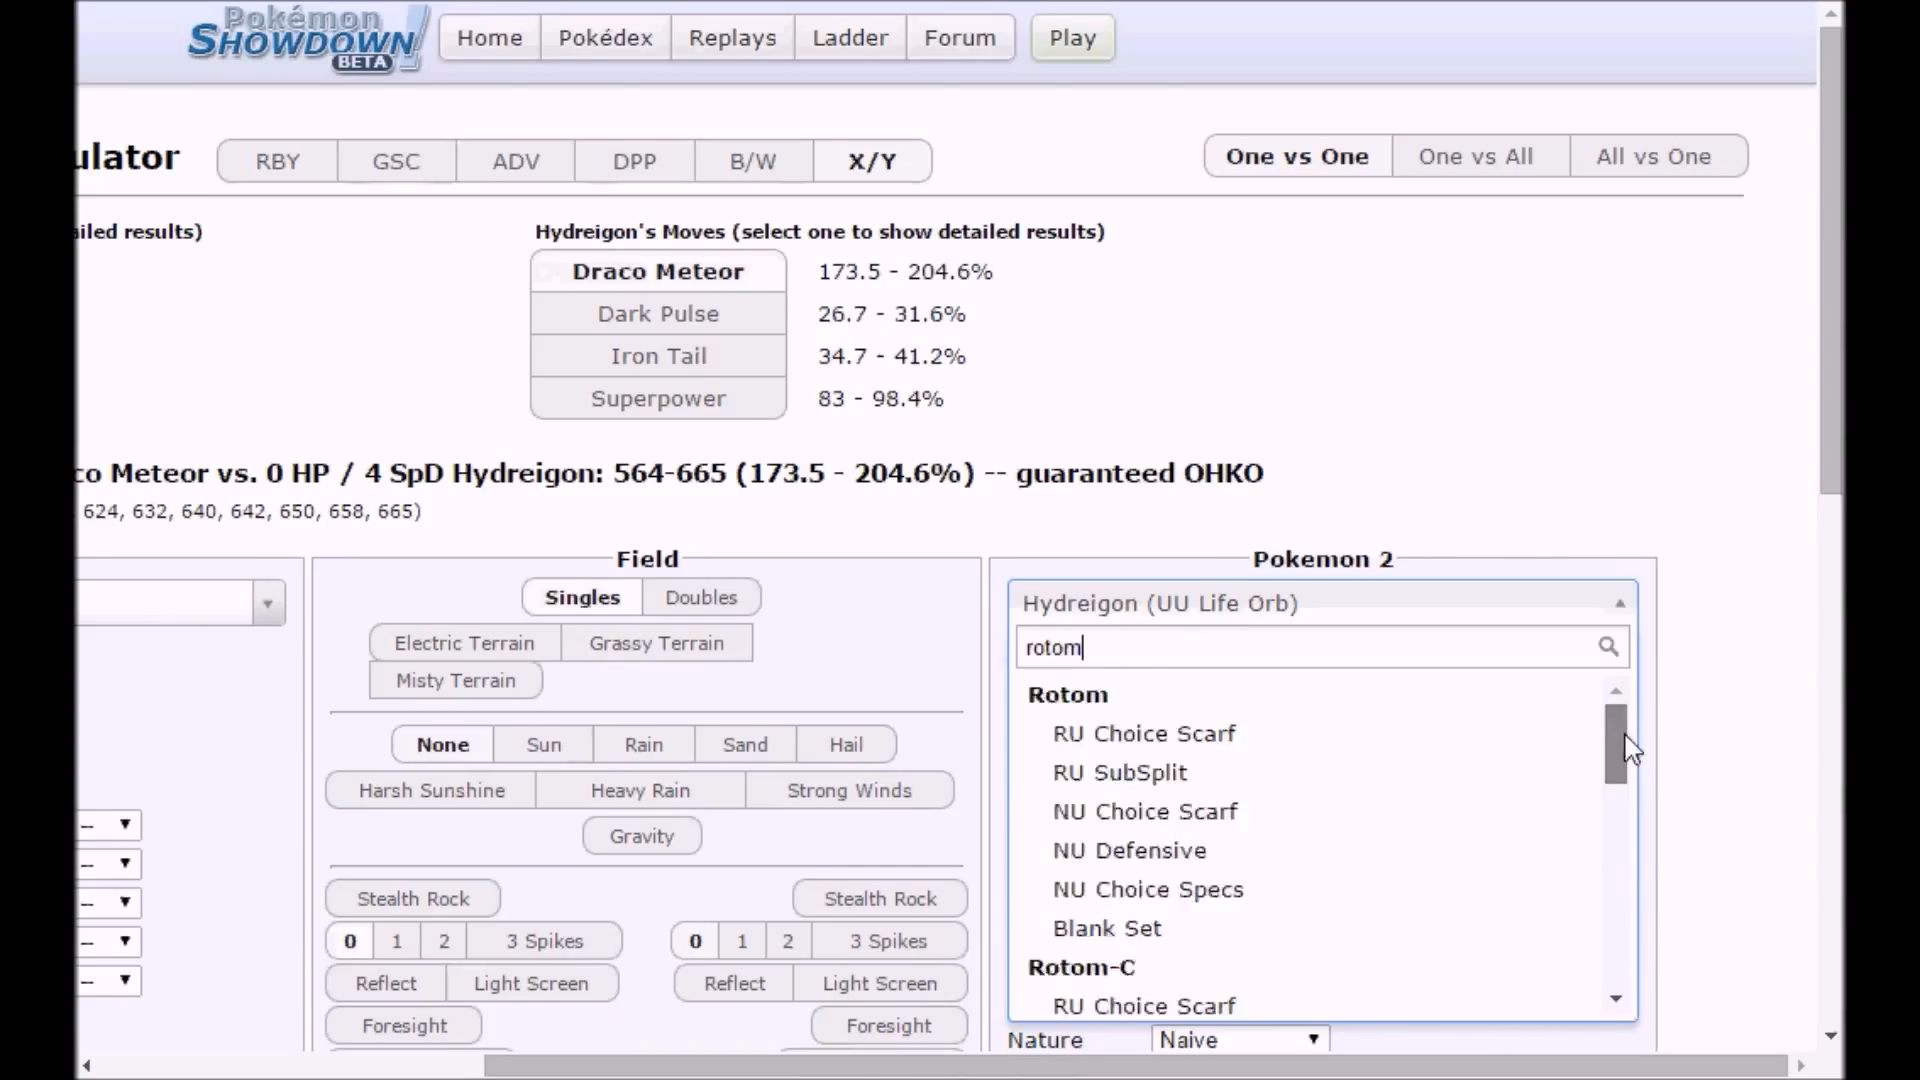 Pokémon
SHOWDOWN!
BETA
Home Pokédex Replays Ladder Forum Play
ulator RBY GSC ADV DPP B/W X/Y One vs One One vs All All vs One
ailed results) Hydreigon's Moves (select one to show detailed results)
Draco Meteor 173.5 - 204.6%
Dark Pulse 26.7 - 31.6%
Iron Tail 34.7 - 41.2%
Superpower 83 - 98.4%
co Meteor vs. 0 HP / 4 SpD Hydreigon: 564-665 (173.5 - 204.6%) -- guaranteed OHKO
624, 632, 640, 642, 650, 658, 665)
Field
Singles Doubles
Electric Terrain Grassy Terrain
Misty Terrain
None Sun Rain Sand Hail
Harsh Sunshine Heavy Rain Strong Winds
Gravity
Stealth Rock Stealth Rock
0 1 2 3 Spikes 0 1 2 3 Spikes
Reflect Light Screen Reflect Light Screen
Foresight Foresight
--
--
--
--
--
Pokemon 2
Hydreigon (UU Life Orb)
rotom
Rotom
RU Choice Scarf
RU SubSplit
NU Choice Scarf
NU Defensive
NU Choice Specs
Blank Set
Rotom-C
RU Choice Scarf
Nature Naive